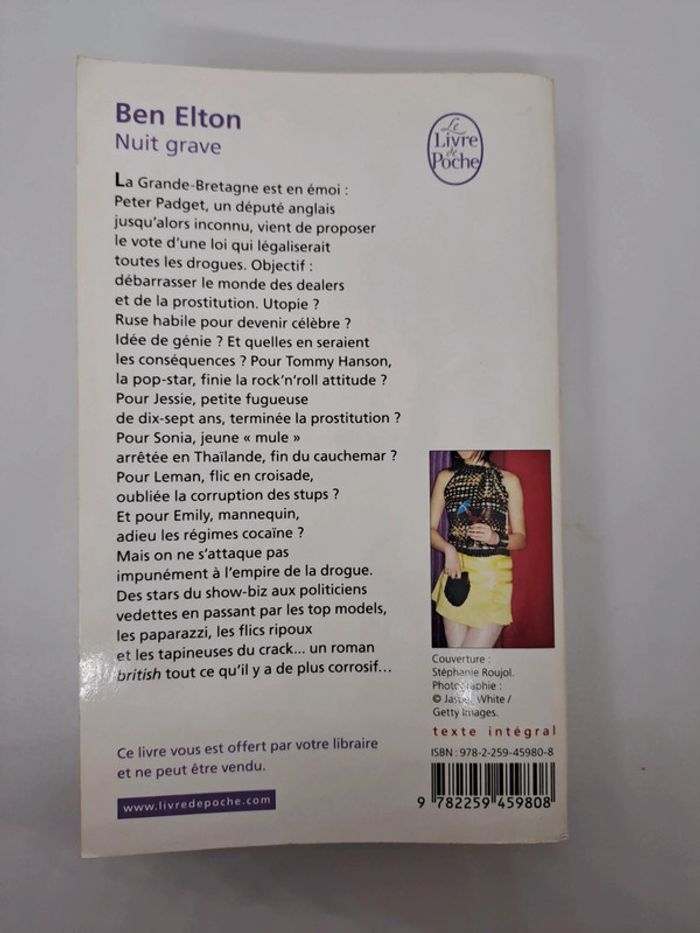 Ben Elton
Nuit grave
Le
Livre
de
Poche
La Grande-Bretagne est en émoi :
Peter Padget, un député anglais
jusqu'alors inconnu, vient de proposer
le vote d'une loi qui légaliserait
toutes les drogues. Objectif :
débarrasser le monde des dealers
et de la prostitution. Utopie ?
Ruse habile pour devenir célèbre ?
Idée de génie ? Et quelles en seraient
les conséquences ? Pour Tommy Hanson,
la pop-star, finie la rock'n'roll attitude ?
Pour Jessie, petite fugueuse
de dix-sept ans, terminée la prostitution ?
Pour Sonia, jeune « mule »
arrêtée en Thaïlande, fin du cauchemar ?
Pour Leman, flic en croisade,
oubliée la corruption des stups ?
Et pour Emily, mannequin,
adieu les régimes cocaïne ?
Mais on ne s'attaque pas
impunément à l'empire de la drogue.
Des stars du show-biz aux politiciens
vedettes en passant par les top models,
les paparazzi, les flics ripoux
et les tapineuses du crack... un roman
british tout ce qu'il y a de plus corrosif...
Couverture :
Stéphanie Roujol.
Photographie :
© White /
Getty Images.
texte intégral
ISBN : 978-2-259-45980-8
9 782259 459808
Ce livre vous est offert par votre libraire
et ne peut être vendu.
www.livredepoche.com